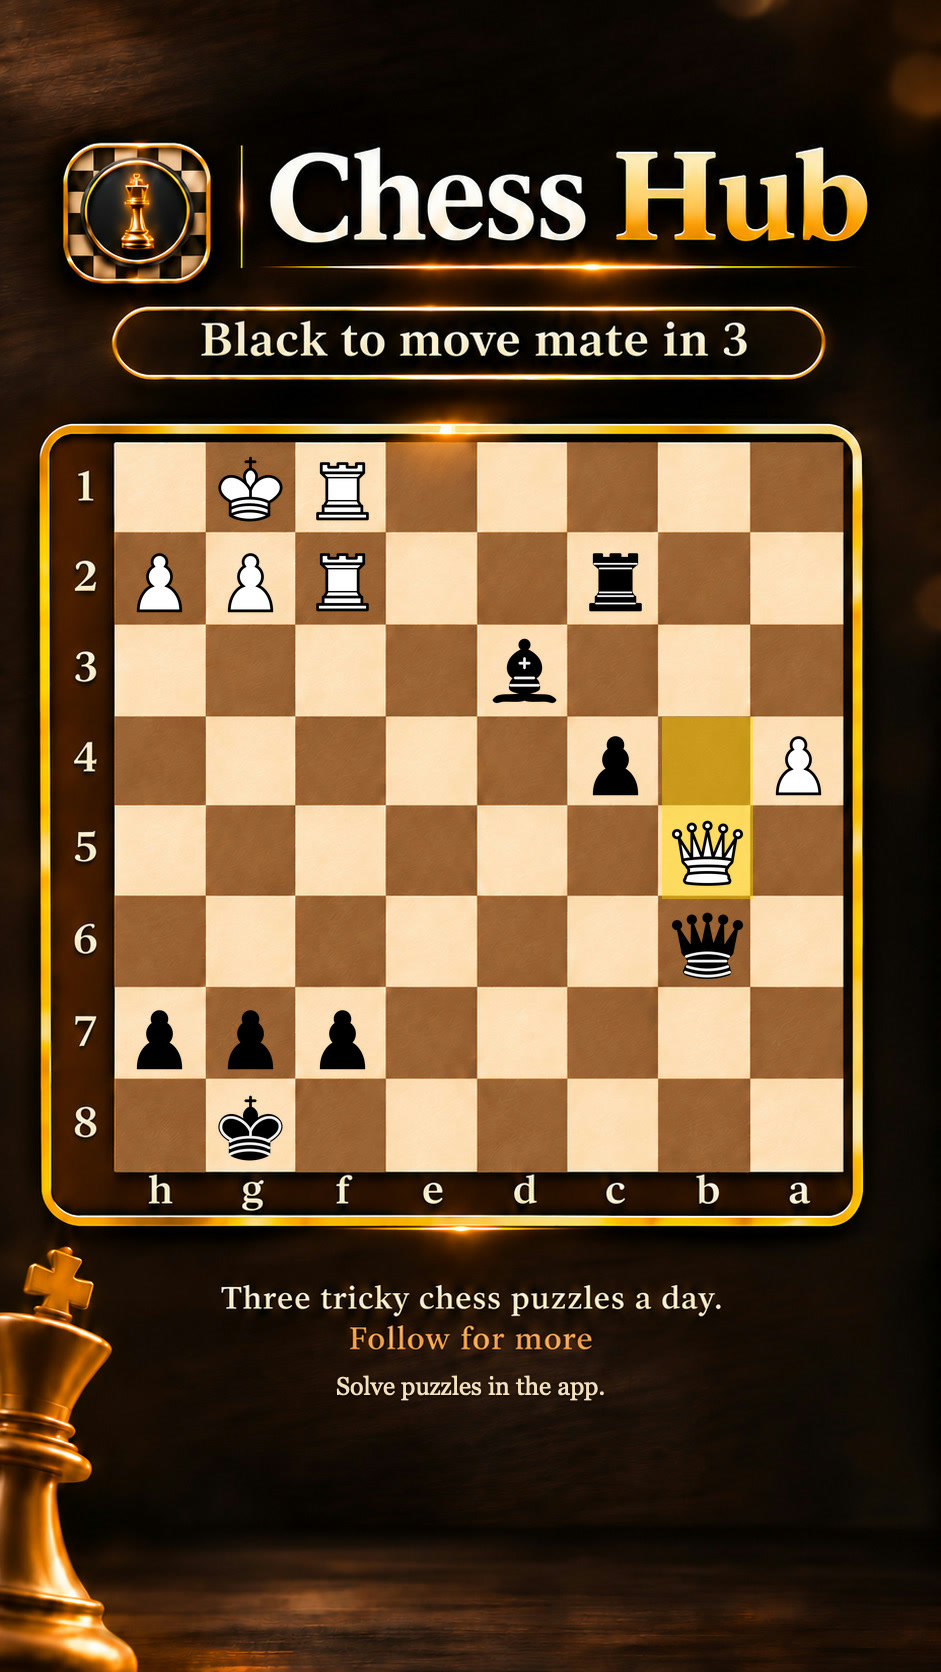 Chess Hub
Black to move mate in 3
1
2
3
4
5
6
7
8
h g f e d c b a
Three tricky chess puzzles a day.
Follow for more
Solve puzzles in the app.